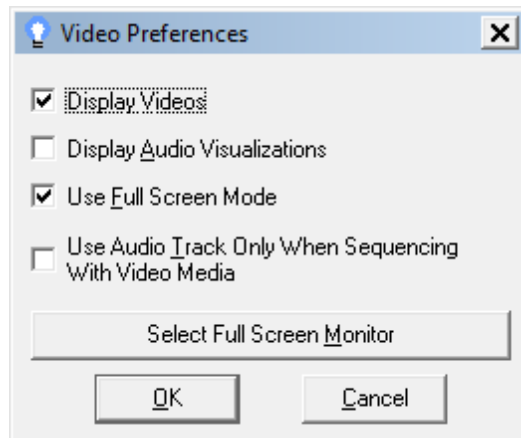 Video Preferences
Display Videos
Display Audio Visualizations
Use Full Screen Mode
Use Audio Track Only When Sequencing
With Video Media
Select Full Screen Monitor
OK
Cancel